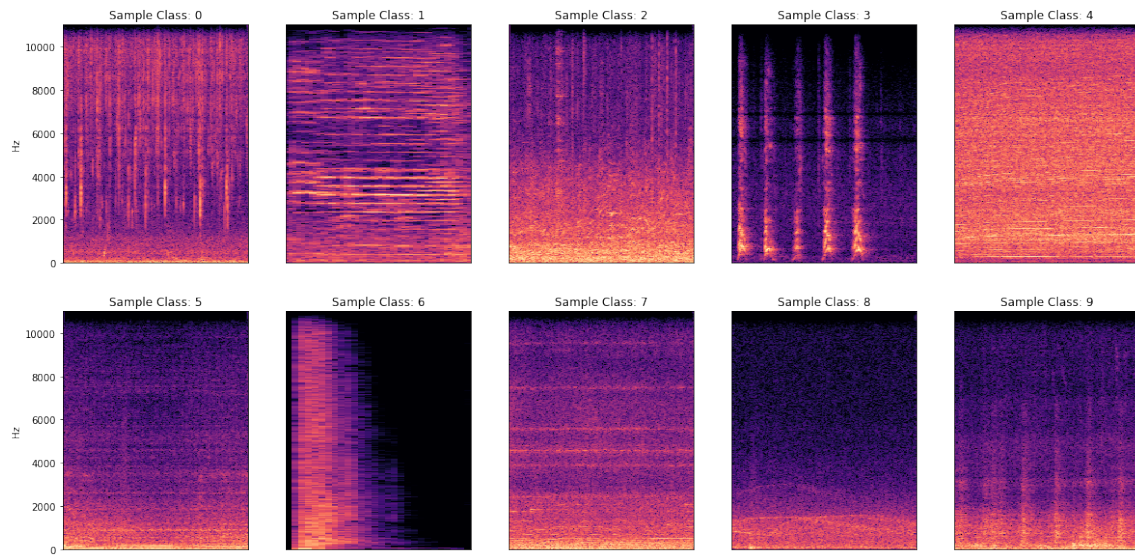 Sample Class: 0
Sample Class: 1
Sample Class: 2
Sample Class: 3
Sample Class: 4
10000
8000
6000
4000
2000
0
Hz
Sample Class: 5
Sample Class: 6
Sample Class: 7
Sample Class: 8
Sample Class: 9
10000
8000
6000
4000
2000
0
Hz